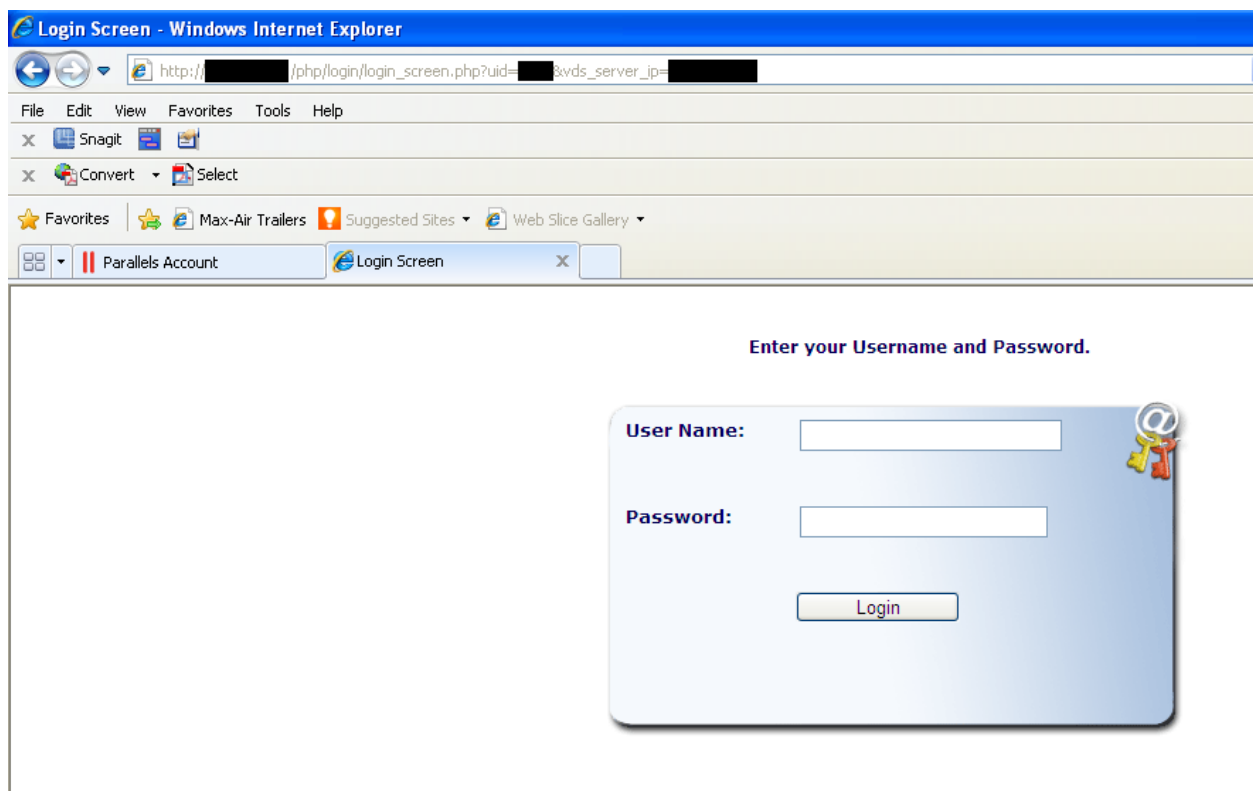 Login Screen - Windows Internet Explorer
http:// /php/login/login_screen.php?uid= &vds_server_ip=
File Edit View Favorites Tools Help
x Snagit
x Convert Select
Favorites Max-Air Trailers Suggested Sites Web Slice Gallery
Parallels Account Login Screen x
Enter your Username and Password.
User Name:
@
Password:
Login